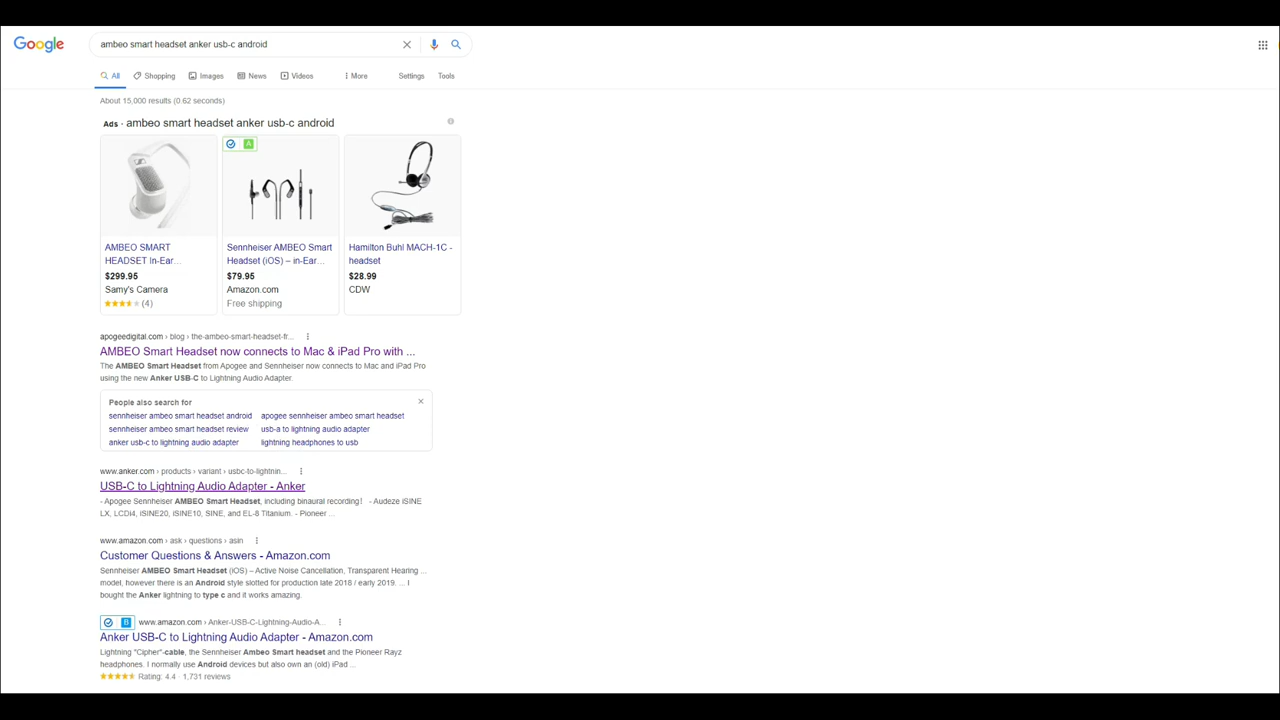 Google
ambeo smart headset anker usb-c android
All Shopping Images News Videos More Settings Tools
About 15,000 results (0.62 seconds)
Ads · ambeo smart headset anker usb-c android
A
AMBEO SMART
HEADSET In-Ear...
$299.95
Samy's Camera
(4)
Sennheiser AMBEO Smart
Headset (iOS) – in-Ear...
$79.95
Amazon.com
Free shipping
Hamilton Buhl MACH-1C -
headset
$28.99
CDW
apogeedigital.com › blog › the-ambeo-smart-headset-fr...
AMBEO Smart Headset now connects to Mac & iPad Pro with ...
The AMBEO Smart Headset from Apogee and Sennheiser now connects to Mac and iPad Pro
using the new Anker USB-C to Lightning Audio Adapter.
People also search for
sennheiser ambeo smart headset android apogee sennheiser ambeo smart headset
sennheiser ambeo smart headset review usb-a to lightning audio adapter
anker usb-c to lightning audio adapter lightning headphones to usb
www.anker.com › products › variant › usbc-to-lightnin...
USB-C to Lightning Audio Adapter - Anker
- Apogee Sennheiser AMBEO Smart Headset, including binaural recording! - Audeze iSINE
LX, LCDi4, iSINE20, iSINE10, SINE, and EL-8 Titanium. - Pioneer ...
www.amazon.com › ask › questions › asin
Customer Questions & Answers - Amazon.com
Sennheiser AMBEO Smart Headset (iOS) – Active Noise Cancellation, Transparent Hearing ...
model, however there is an Android style slotted for production late 2018 / early 2019. ... I
bought the Anker lightning to type c and it works amazing.
B www.amazon.com › Anker-USB-C-Lightning-Audio-A...
Anker USB-C to Lightning Audio Adapter - Amazon.com
Lightning "Cipher"-cable, the Sennheiser Ambeo Smart headset and the Pioneer Rayz
headphones. I normally use Android devices but also own an (old) iPad ...
Rating: 4.4 · 1,731 reviews